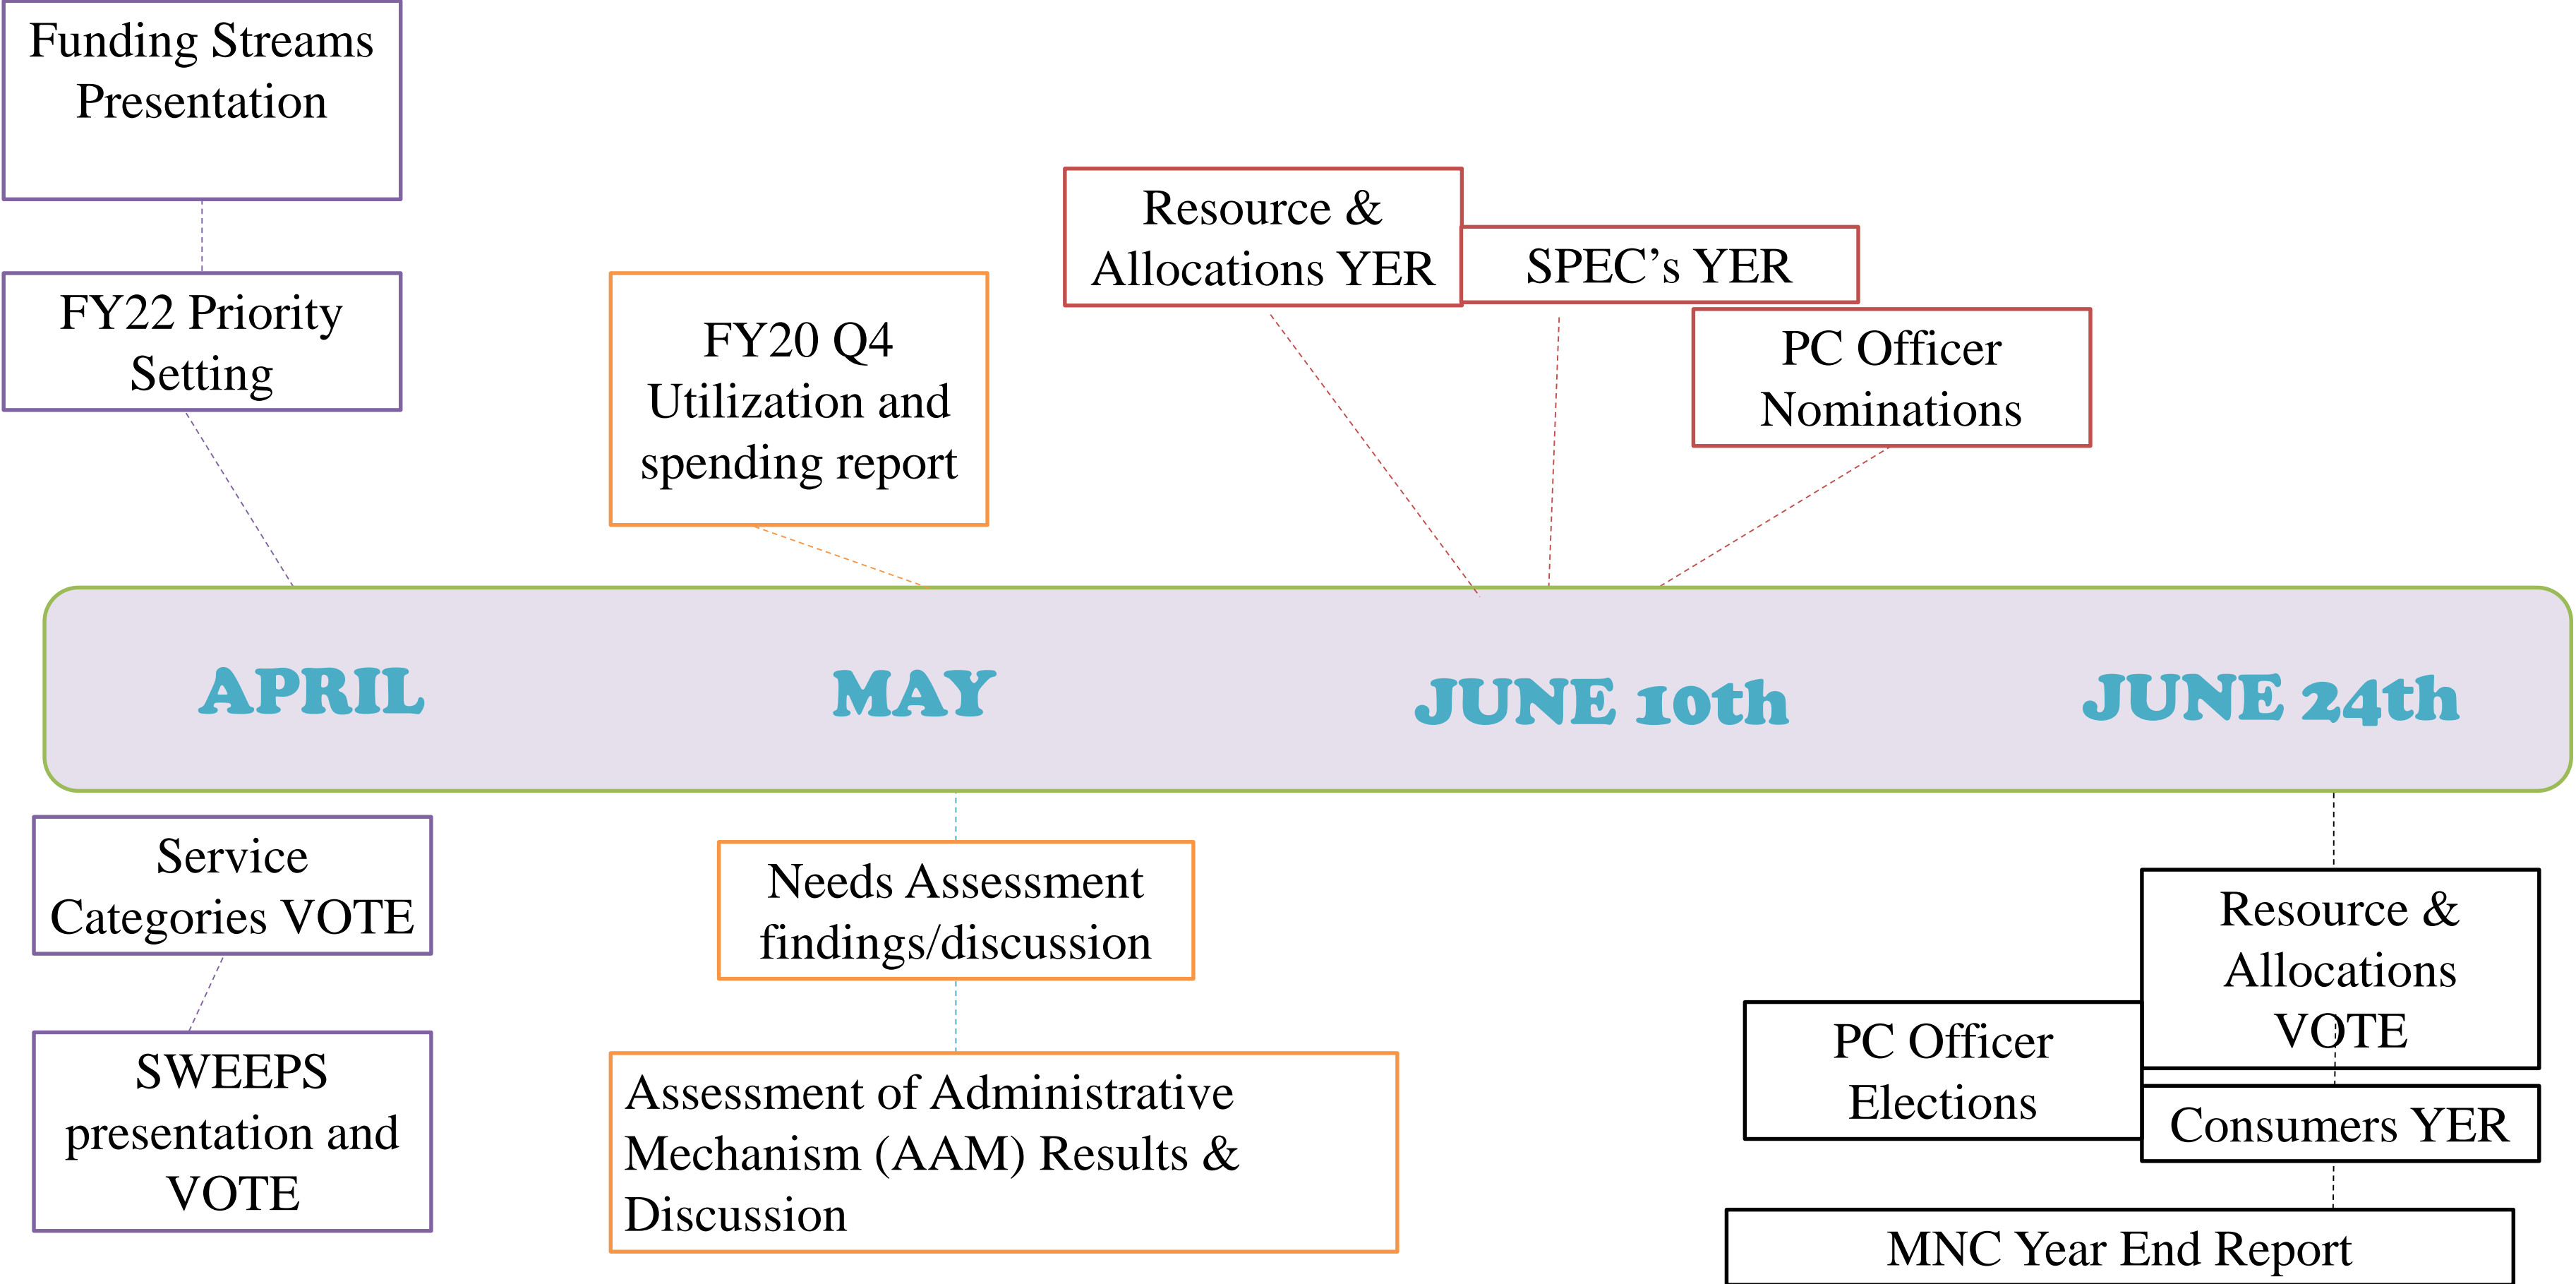 Funding Streams
Presentation
FY22 Priority
Setting
FY20 Q4
Utilization and
spending report
Resource &
Allocations YER
SPEC’s YER
PC Officer
Nominations
APRIL
MAY
JUNE 10th
JUNE 24th
Service
Categories VOTE
SWEEPS
presentation and
VOTE
Needs Assessment
findings/discussion
Assessment of Administrative
Mechanism (AAM) Results &
Discussion
Resource &
Allocations
VOTE
PC Officer
Elections
Consumers YER
MNC Year End Report